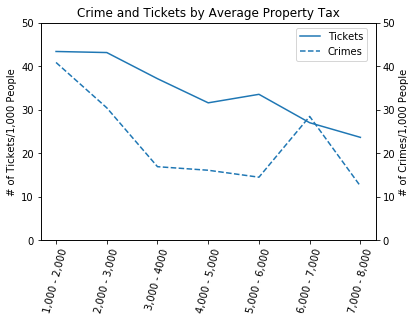 Crime and Tickets by Average Property Tax
# of Tickets/1,000 People
50
40
30
20
10
0
Tickets
Crimes
50
40
30
20
10
0
# of Crimes/1,000 People
1,000 - 2,000
2,000 - 3,000
3,000 - 4000
4,000 - 5,000
5,000 - 6,000
6,000 - 7,000
7,000 - 8,000